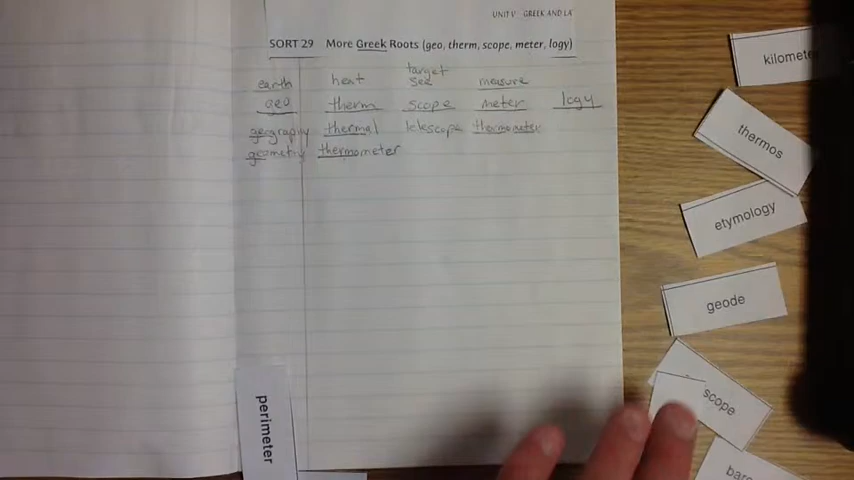 UNIT V GREEK AND LA
SORT 29 More Greek Roots (geo, therm, scope, meter, logy)
earth heat target see measure
geo therm scope meter logy
geography thermal telescope thermometer
geometry thermometer
kilometer
thermos
etymology
geode
scope
perimeter